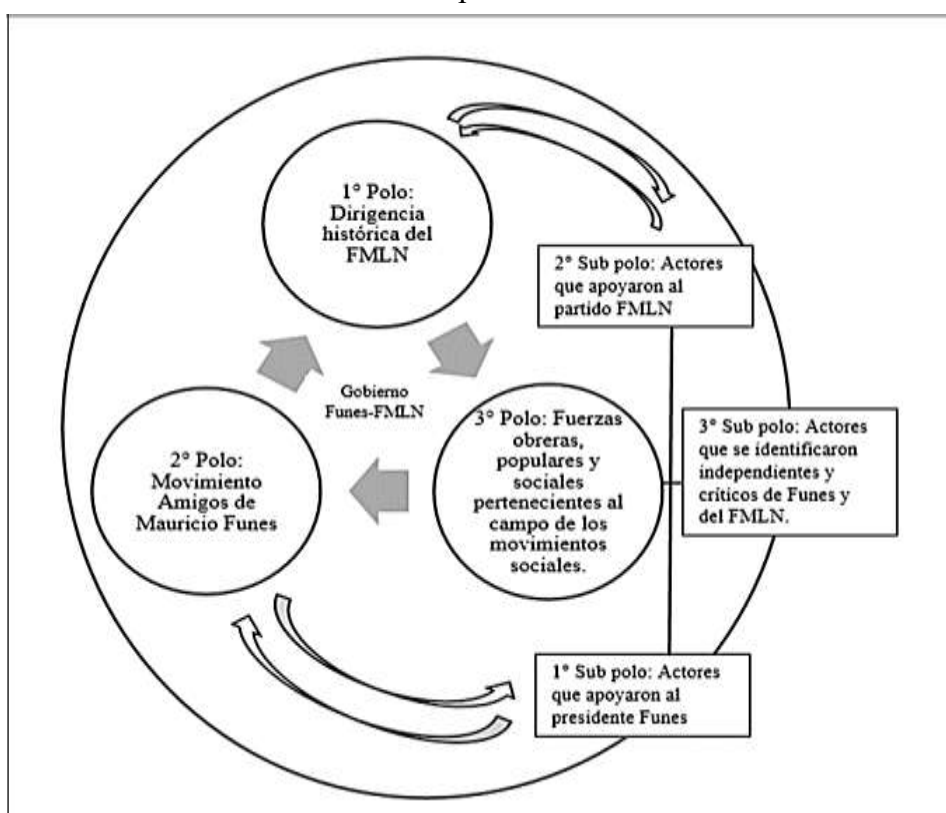 1° Polo:
Dirigencia
histórica del
FMLN
2° Sub polo: Actores
que apoyaron al
partido FMLN
Gobierno
Funes-FMLN
2° Polo:
Movimiento
Amigos de
Mauricio Funes
3° Polo: Fuerzas
obreras,
populares y
sociales
pertenecientes al
campo de los
movimientos
sociales.
3° Sub polo: Actores
que se identificaron
independientes y
críticos de Funes y
del FMLN.
1° Sub polo: Actores
que apoyaron al
presidente Funes